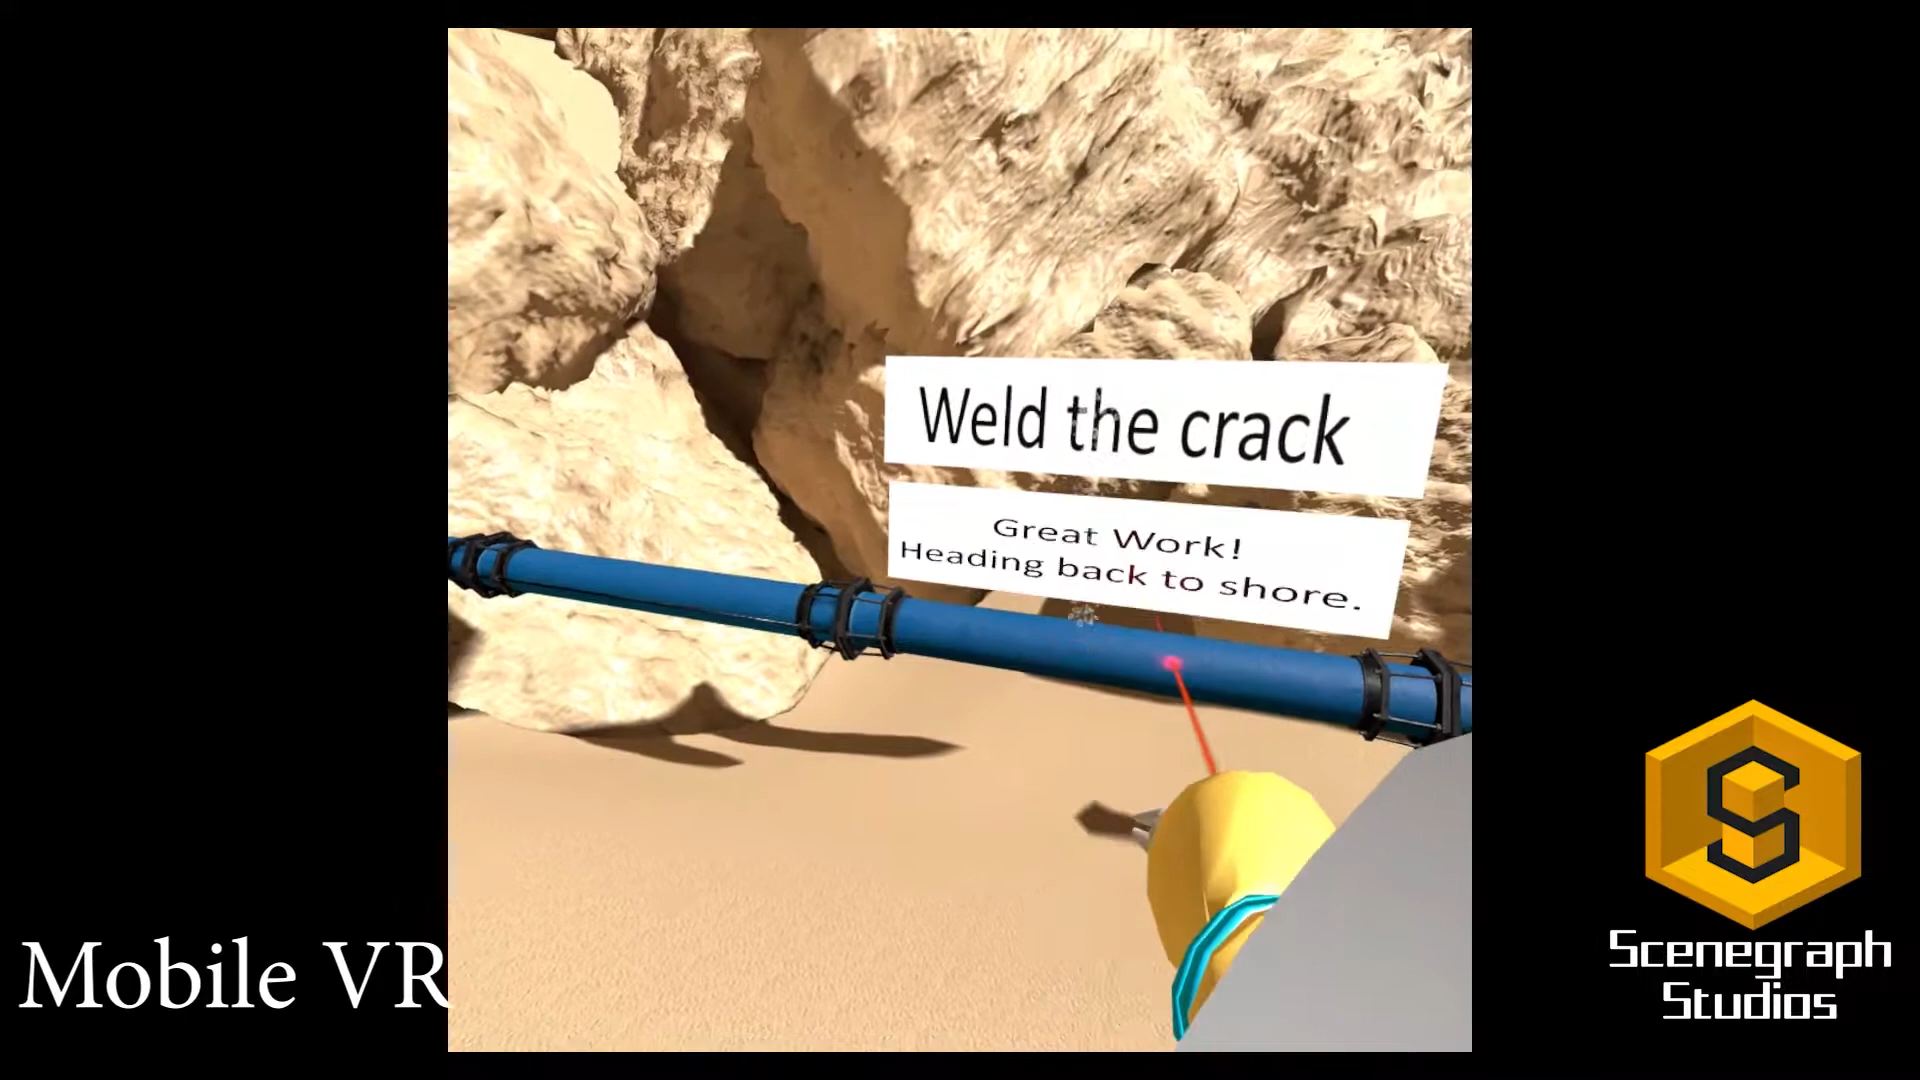 Weld the crack
Great Work!
Heading back to shore.
Mobile VR
Scenegraph
Studios